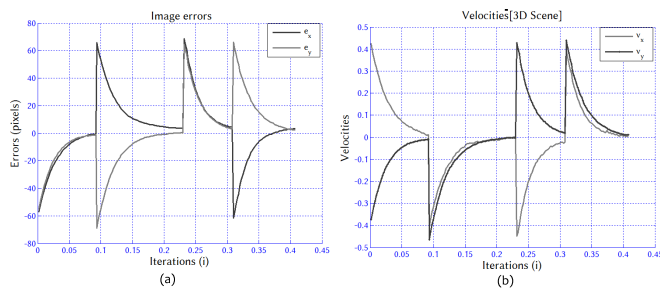 Image errors
e x
e y
80
60
40
20
0
-20
-40
-60
-80
Errors (pixels)
0 0.05 0.1 0.15 0.2 0.25 0.3 0.35 0.4 0.45
Iterations (i)
(a)
Velocities [3D Scene]
v x
v y
0.5
0.4
0.3
0.2
0.1
0
-0.1
-0.2
-0.3
-0.4
-0.5
Velocities
0 0.05 0.1 0.15 0.2 0.25 0.3 0.35 0.4 0.45
Iterations (i)
(b)